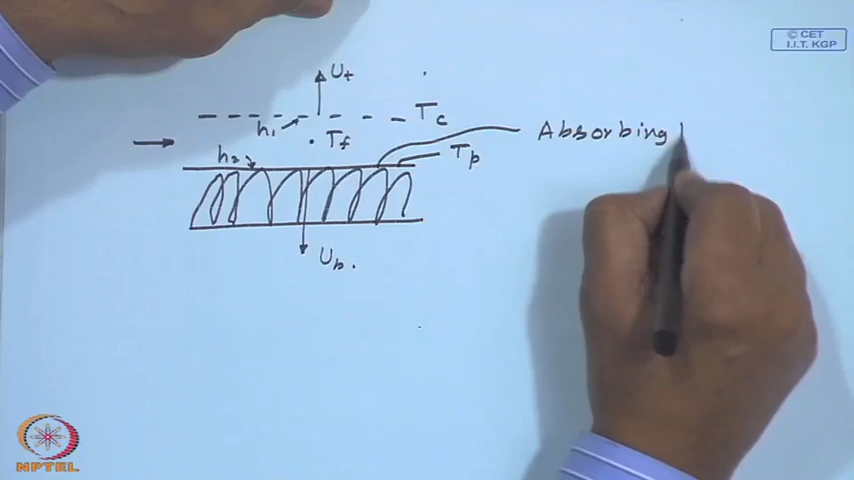 © CET
I.I.T. KGP
Ut
Tc
h1
Tf
Absorbing
h2
Tp
Ub.
NPTEL